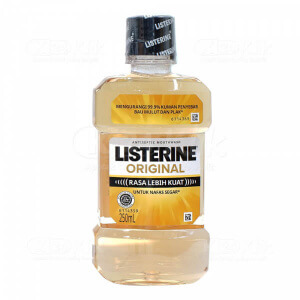 LISTERINE
MENGURANGI 99.9% KUMAN PENYEBAB
BAU MULUT DAN PLAK*
ANTISEPTIC MOUTHWASH
LISTERINE
ORIGINAL
RASA LEBIH KUAT
UNTUK NAFAS SEGAR*
250mL